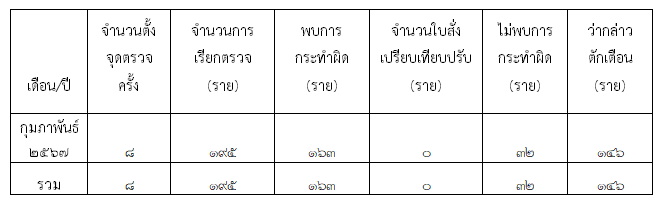 เดือน/ปี จำนวนตั้งจุดตรวจ ครั้ง จำนวนการเรียกตรวจ (ราย) พบการกระทำผิด (ราย) จำนวนใบสั่งเปรียบเทียบปรับ (ราย) ไม่พบการกระทำผิด (ราย) ว่ากล่าวตักเตือน (ราย)
กุมภาพันธ์ ๒๕๖๗ ๘ ๑๙๕ ๑๖๓ ๐ ๓๒ ๑๔๖
รวม ๘ ๑๙๕ ๑๖๓ ๐ ๓๒ ๑๔๖